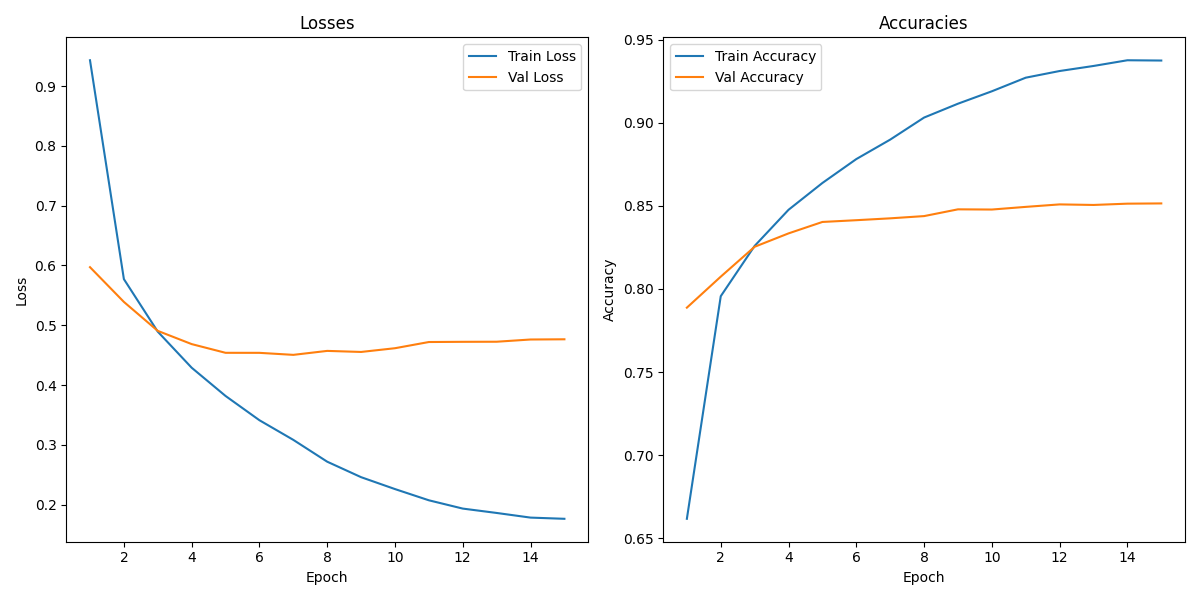 Losses
Train Loss
Val Loss
0.9
0.8
0.7
0.6
0.5
0.4
0.3
0.2
Loss
2 4 6 8 10 12 14
Epoch
Accuracies
Train Accuracy
Val Accuracy
0.95
0.90
0.85
0.80
0.75
0.70
0.65
Accuracy
2 4 6 8 10 12 14
Epoch